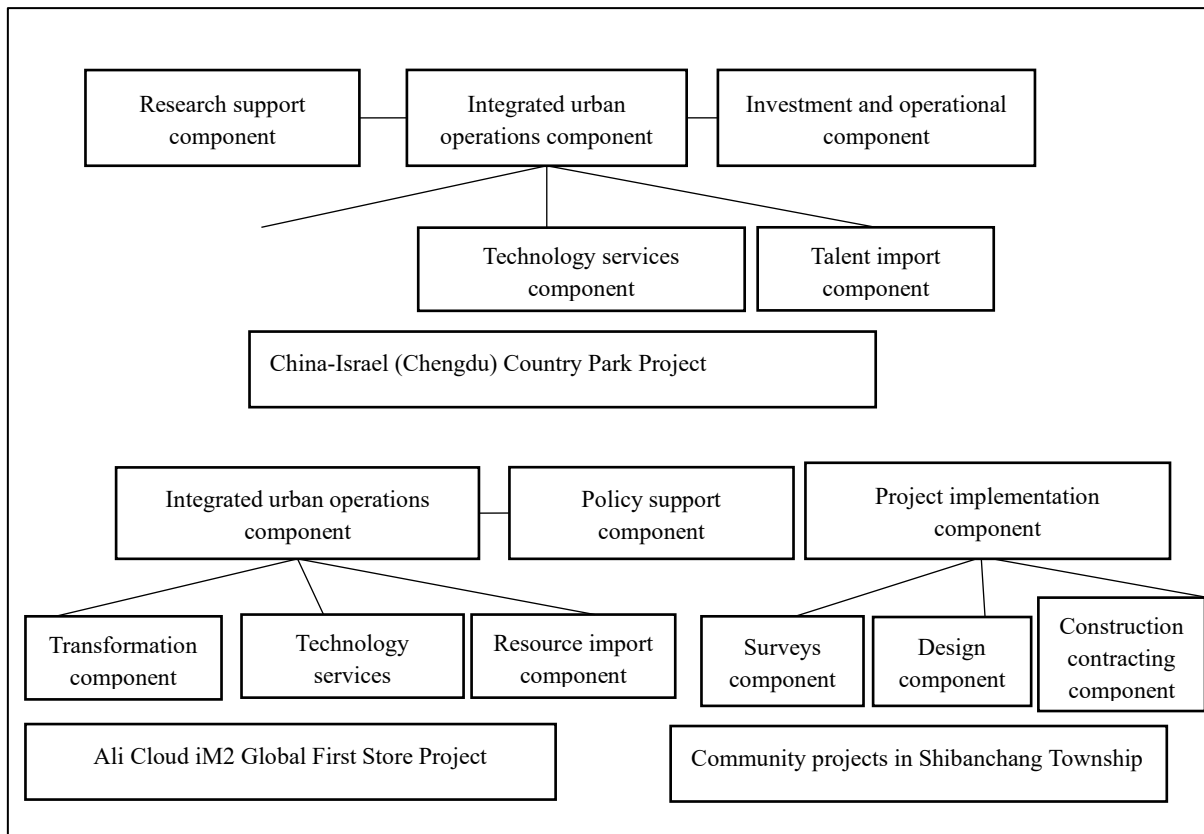 Research support
component
Integrated urban
operations component
Investment and operational
component
Technology services
component
Talent import
component
China-Israel (Chengdu) Country Park Project
Integrated urban operations
component
Policy support
component
Project implementation
component
Transformation
component
Technology
services
Resource import
component
Surveys
component
Design
component
Construction
contracting
component
Ali Cloud iM2 Global First Store Project
Community projects in Shibanchang Township